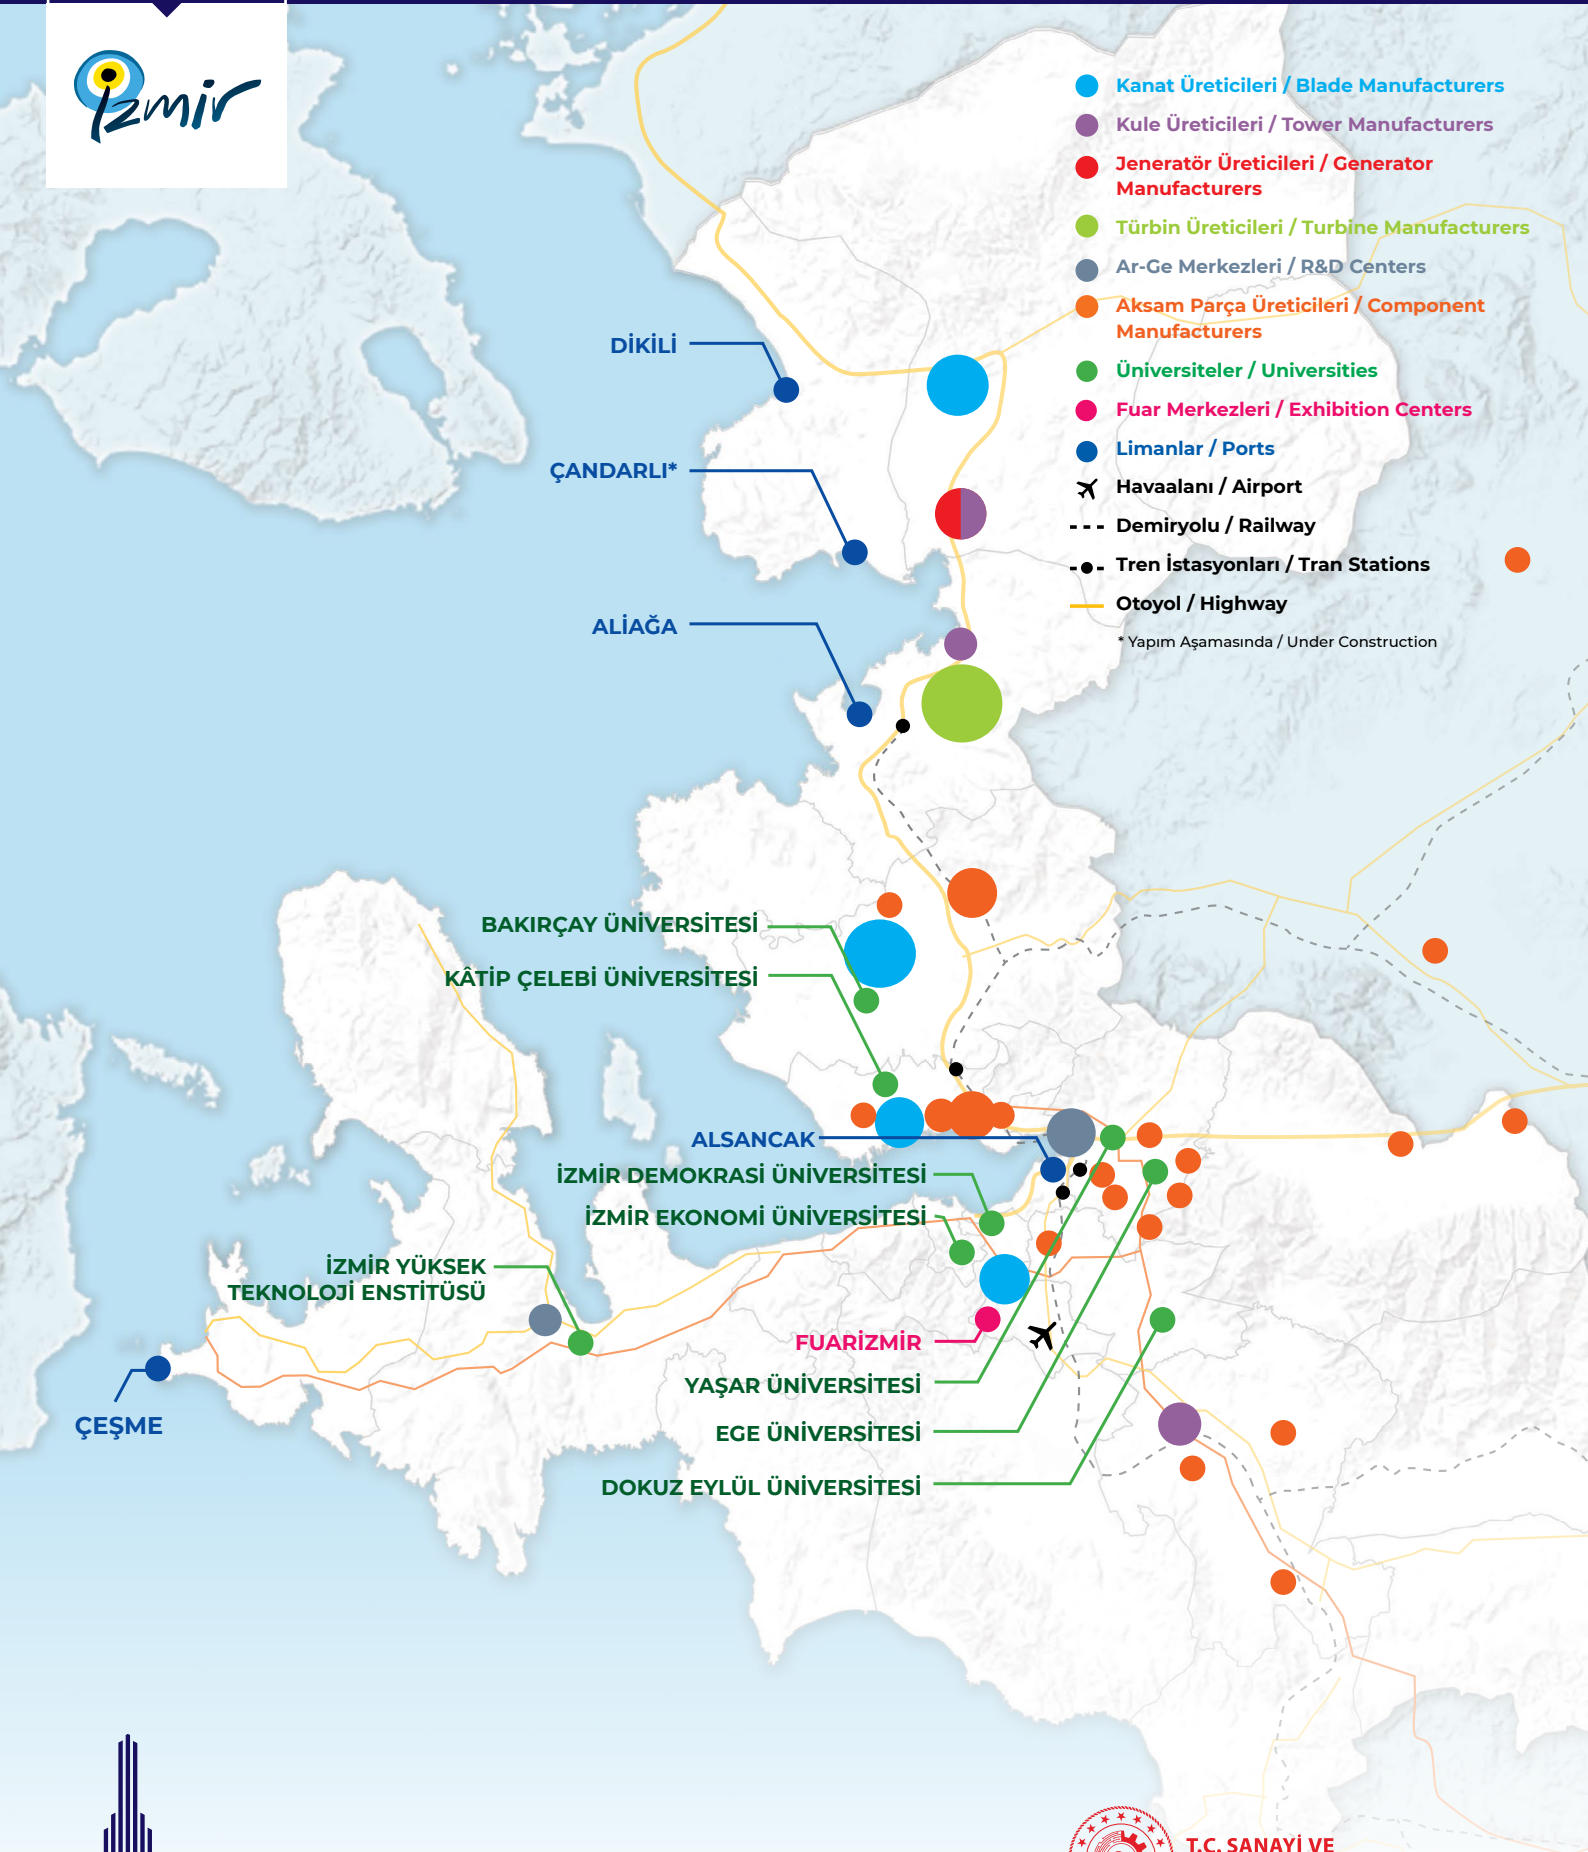 izmir
Kanat Üreticileri / Blade Manufacturers
Kule Üreticileri / Tower Manufacturers
Jeneratör Üreticileri / Generator
Manufacturers
Türbin Üreticileri / Turbine Manufacturers
Ar-Ge Merkezleri / R&D Centers
Aksam Parça Üreticileri / Component
Manufacturers
Üniversiteler / Universities
Fuar Merkezleri / Exhibition Centers
Limanlar / Ports
Havaalanı / Airport
Demiryolu / Railway
Tren İstasyonları / Tran Stations
Otoyol / Highway
* Yapım Aşamasında / Under Construction
DİKİLİ
ÇANDARLI*
ALİAĞA
BAKIRÇAY ÜNİVERSİTESİ
KÂTİP ÇELEBİ ÜNİVERSİTESİ
ALSANCAK
İZMİR DEMOKRASİ ÜNİVERSİTESİ
İZMİR EKONOMİ ÜNİVERSİTESİ
İZMİR YÜKSEK
TEKNOLOJİ ENSTİTÜSÜ
FUARİZMİR
YAŞAR ÜNİVERSİTESİ
ÇEŞME
EGE ÜNİVERSİTESİ
DOKUZ EYLÜL ÜNİVERSİTESİ
T.C. SANAYİ VE